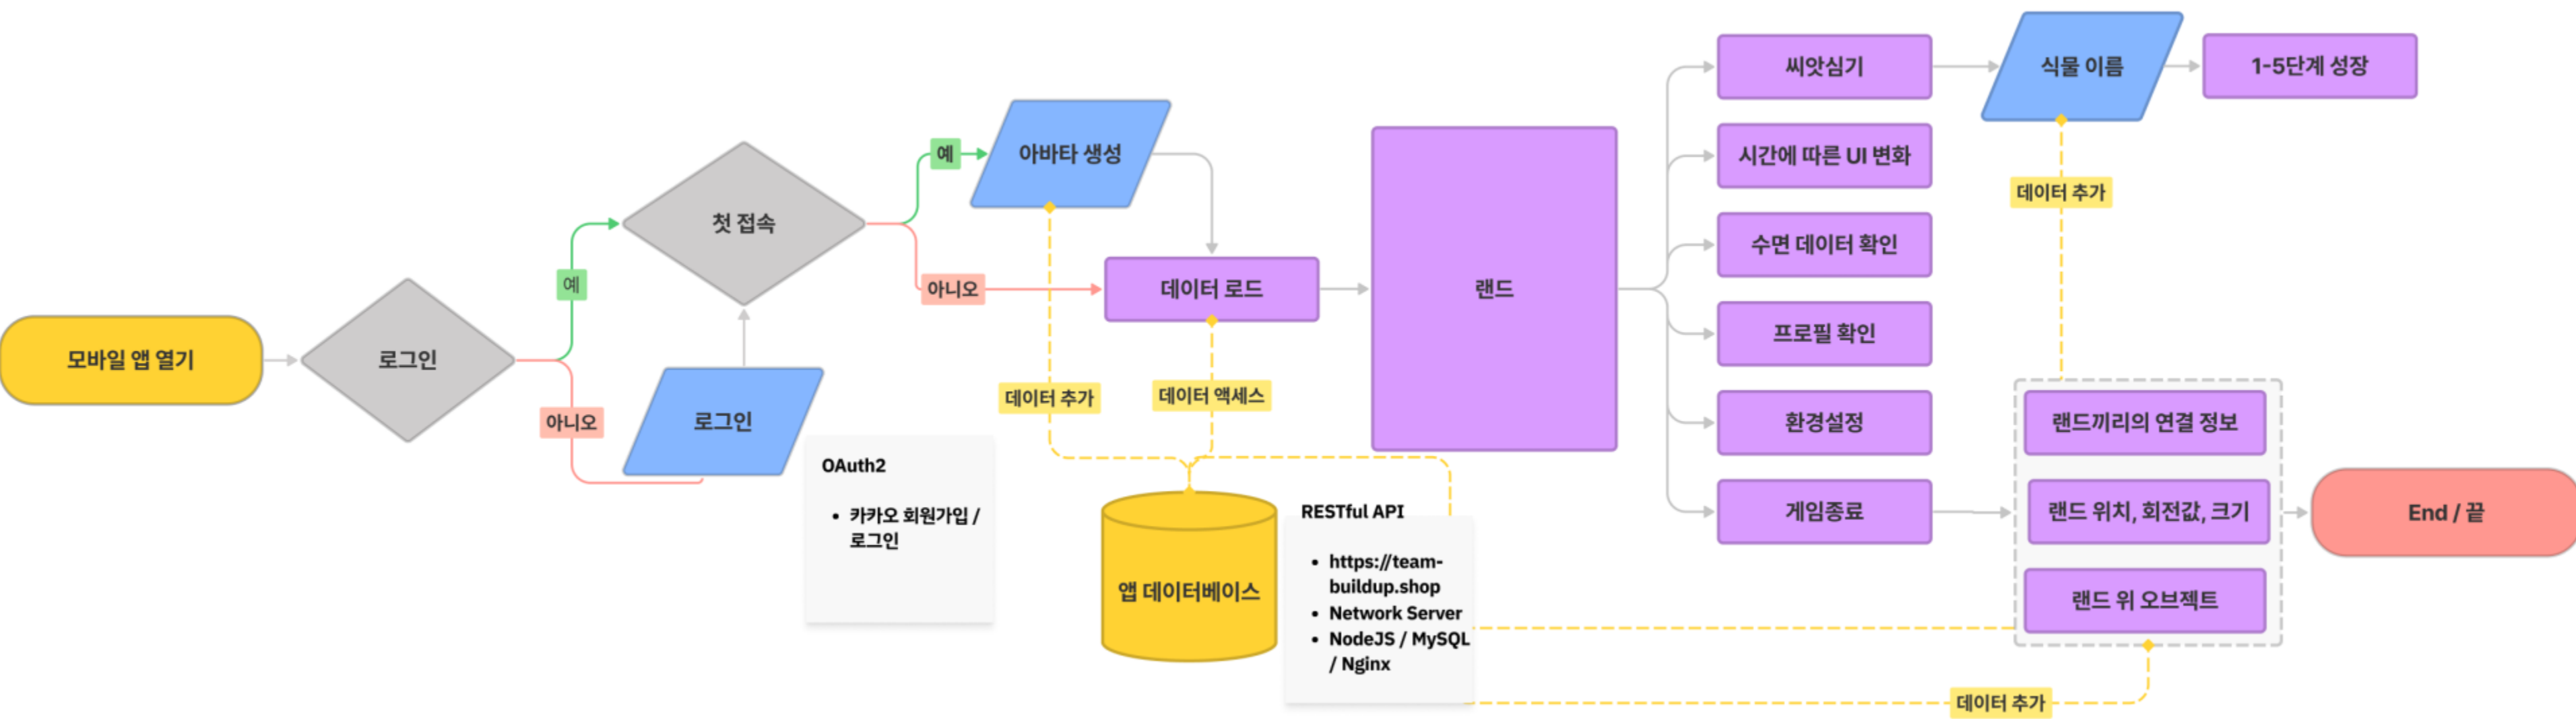 모바일 앱 열기
로그인
예
아니오
첫 접속
로그인
OAuth2
• 카카오 회원가입 /
로그인
예
아니오
아바타 생성
데이터 로드
데이터 추가
데이터 액세스
앱 데이터베이스
RESTful API
• https://team-
buildup.shop
• Network Server
• NodeJS / MySQL
/ Nginx
랜드
씨앗심기
시간에 따른 UI 변화
수면 데이터 확인
프로필 확인
환경설정
게임종료
식물 이름
1-5단계 성장
데이터 추가
랜드끼리의 연결 정보
랜드 위치, 회전값, 크기
랜드 위 오브젝트
데이터 추가
End / 끝